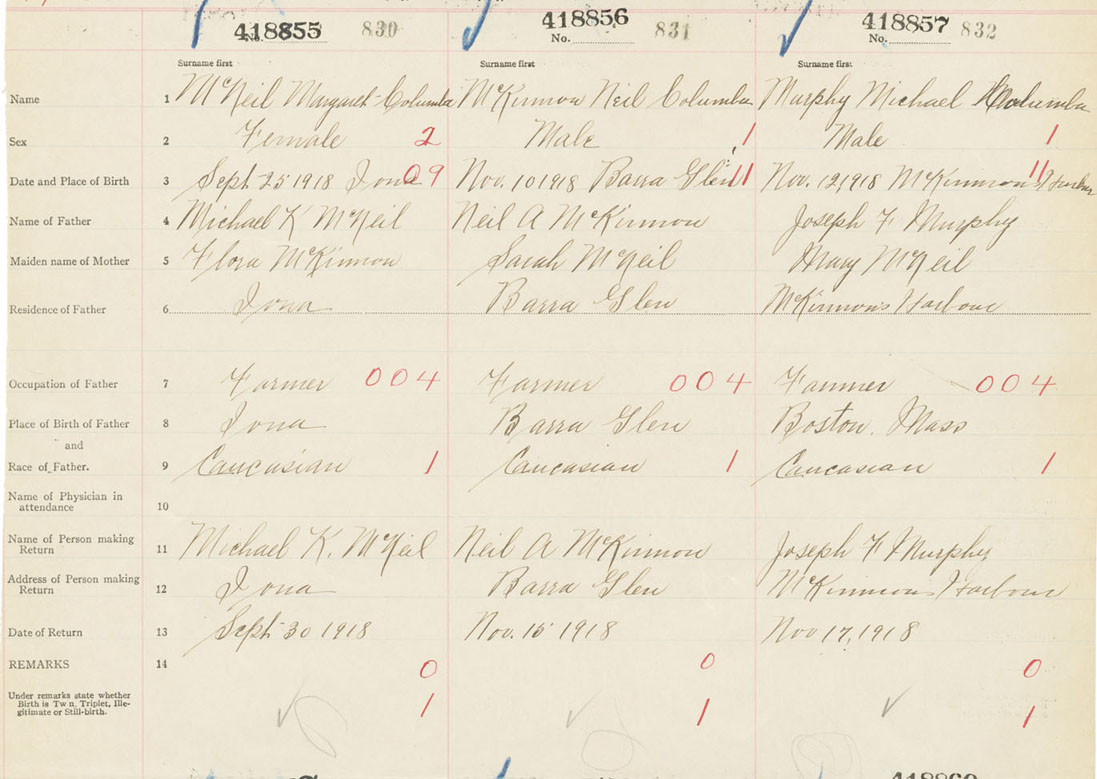 418855 830 418856 831 418857 832
No. No. No.
Surname first Surname first Surname first
Name 1 McNeil Margaret Columba McKinnon Neil Columba Murphy Michael Columba
Sex 2 Female 2 Male 1 Male 1
Date and Place of Birth 3 Sept 25 1918 Iona 09 Nov. 10 1918 Barra Glen 11 Nov. 12, 1918 McKinnon's Harbour 11
Name of Father 4 Michael K McNeil Neil A McKinnon Joseph F Murphy
Maiden name of Mother 5 Flora McKinnon Sarah McNeil Mary McNeil
Residence of Father 6 Iona Barra Glen McKinnon's Harbour
Occupation of Father 7 Farmer 004 Farmer 004 Farmer 004
Place of Birth of Father 8 Iona Barra Glen Boston. Mass
and
Race of Father. 9 Caucasian 1 Caucasian 1 Caucasian 1
Name of Physician in
attendance 10
Name of Person making
Return 11 Michael K. McNeil Neil A McKinnon Joseph F Murphy
Address of Person making
Return 12 Iona Barra Glen McKinnons Harbour
Date of Return 13 Sept 30 1918 Nov. 15 1918 Nov 17, 1918
REMARKS 14 0 0 0
Under remarks state whether
Birth is Twn, Triplet, Ille-
gitimate or Still-birth. 1 1 1